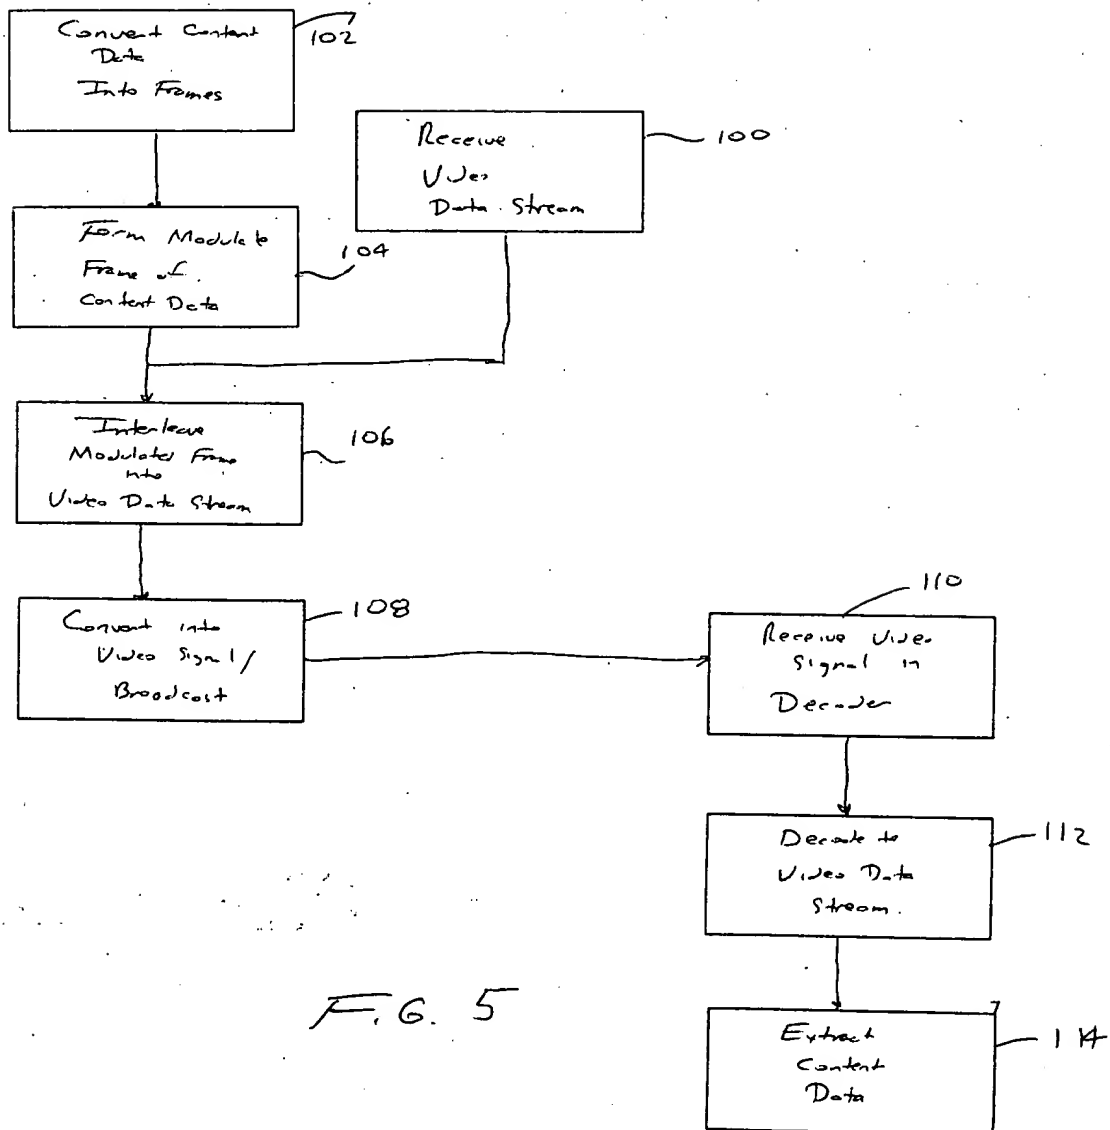 Convert Content
Data
Into Frames
102
Receive
Video
Data Stream
100
Form Modulate
Frame of
Content Data
104
Interleave
Modulated Frame
into
Video Data Stream
106
Convert into
Video Signal/
Broadcast
108
110
Receive Video
Signal in
Decoder
Decode to
Video Data
Stream.
112
Extract
Content
Data
114
FIG. 5